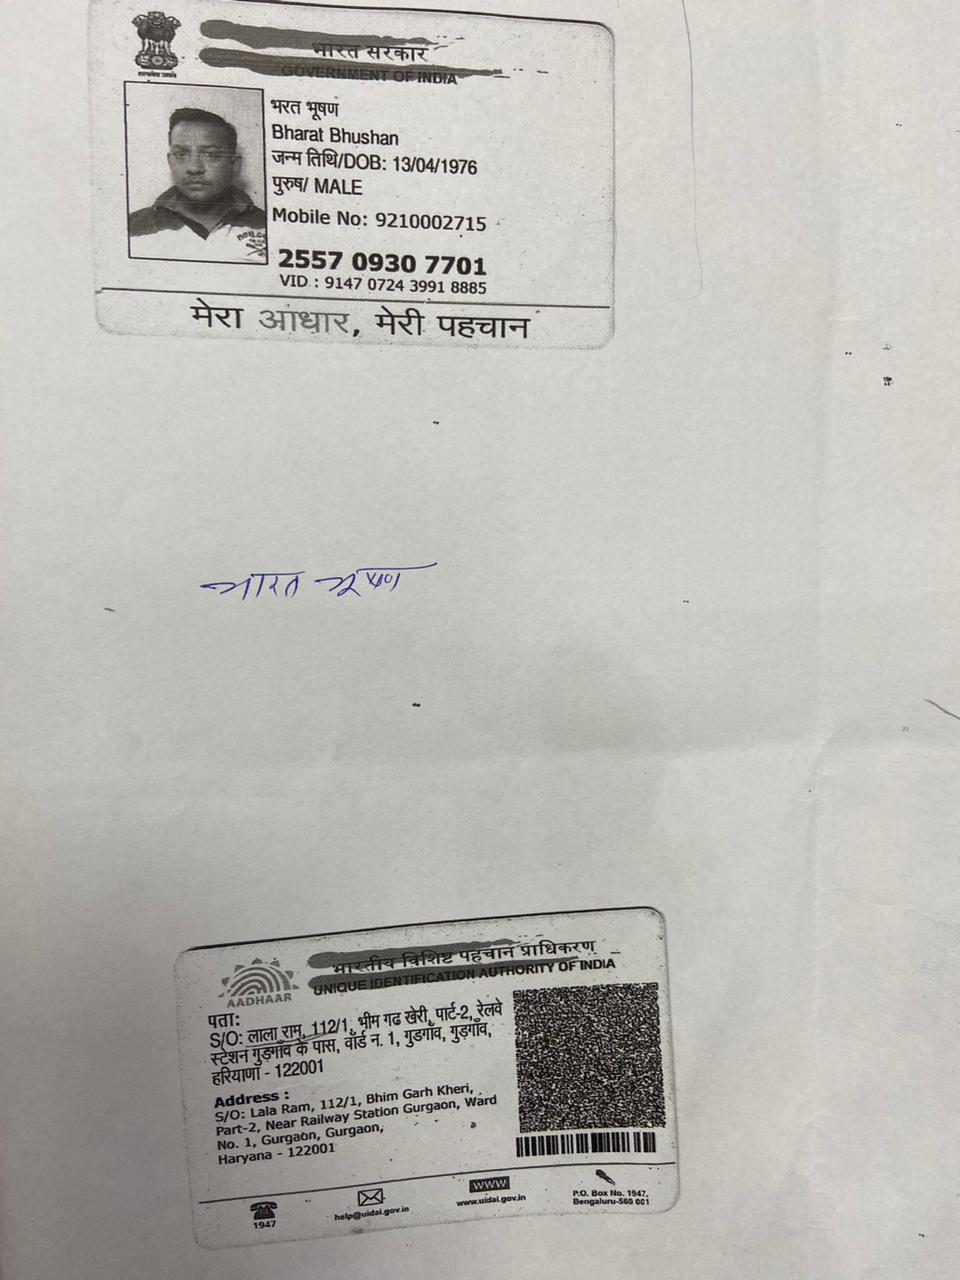 भारत सरकार
GOVERNMENT OF INDIA
भरत भूषण
Bharat Bhushan
जन्म तिथि/DOB: 13/04/1976
पुरुष/ MALE
Mobile No: 9210002715
2557 0930 7701
VID : 9147 0724 3991 8885
मेरा आधार, मेरी पहचान
भारत भूषण
भारतीय विशिष्ट पहचान प्राधिकरण
UNIQUE IDENTIFICATION AUTHORITY OF INDIA
AADHAAR
पता:
S/O: लाला राम, 112/1, भीम गढ खेरी, पार्ट-2, रेलवे
स्टेशन गुड़गाँव के पास, वॉर्ड न. 1, गुडगाँव, गुड़गाँव,
हरियाणा - 122001
Address :
S/O: Lala Ram, 112/1, Bhim Garh Kheri,
Part-2, Near Railway Station Gurgaon, Ward
No. 1, Gurgaon, Gurgaon,
Haryana - 122001
1947
help@uidai.gov.in
www
www.uidai.gov.in
P.O. Box No. 1947,
Bengaluru-560 001